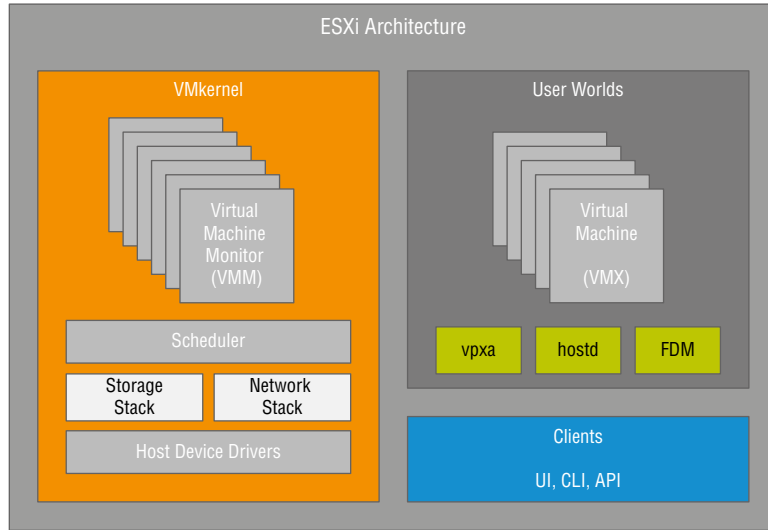 ESXi Architecture
VMkernel
Virtual
Machine
Monitor
(VMM)
Scheduler
Storage
Stack
Network
Stack
Host Device Drivers
User Worlds
Virtual
Machine
(VMX)
vpxa
hostd
FDM
Clients
UI, CLI, API